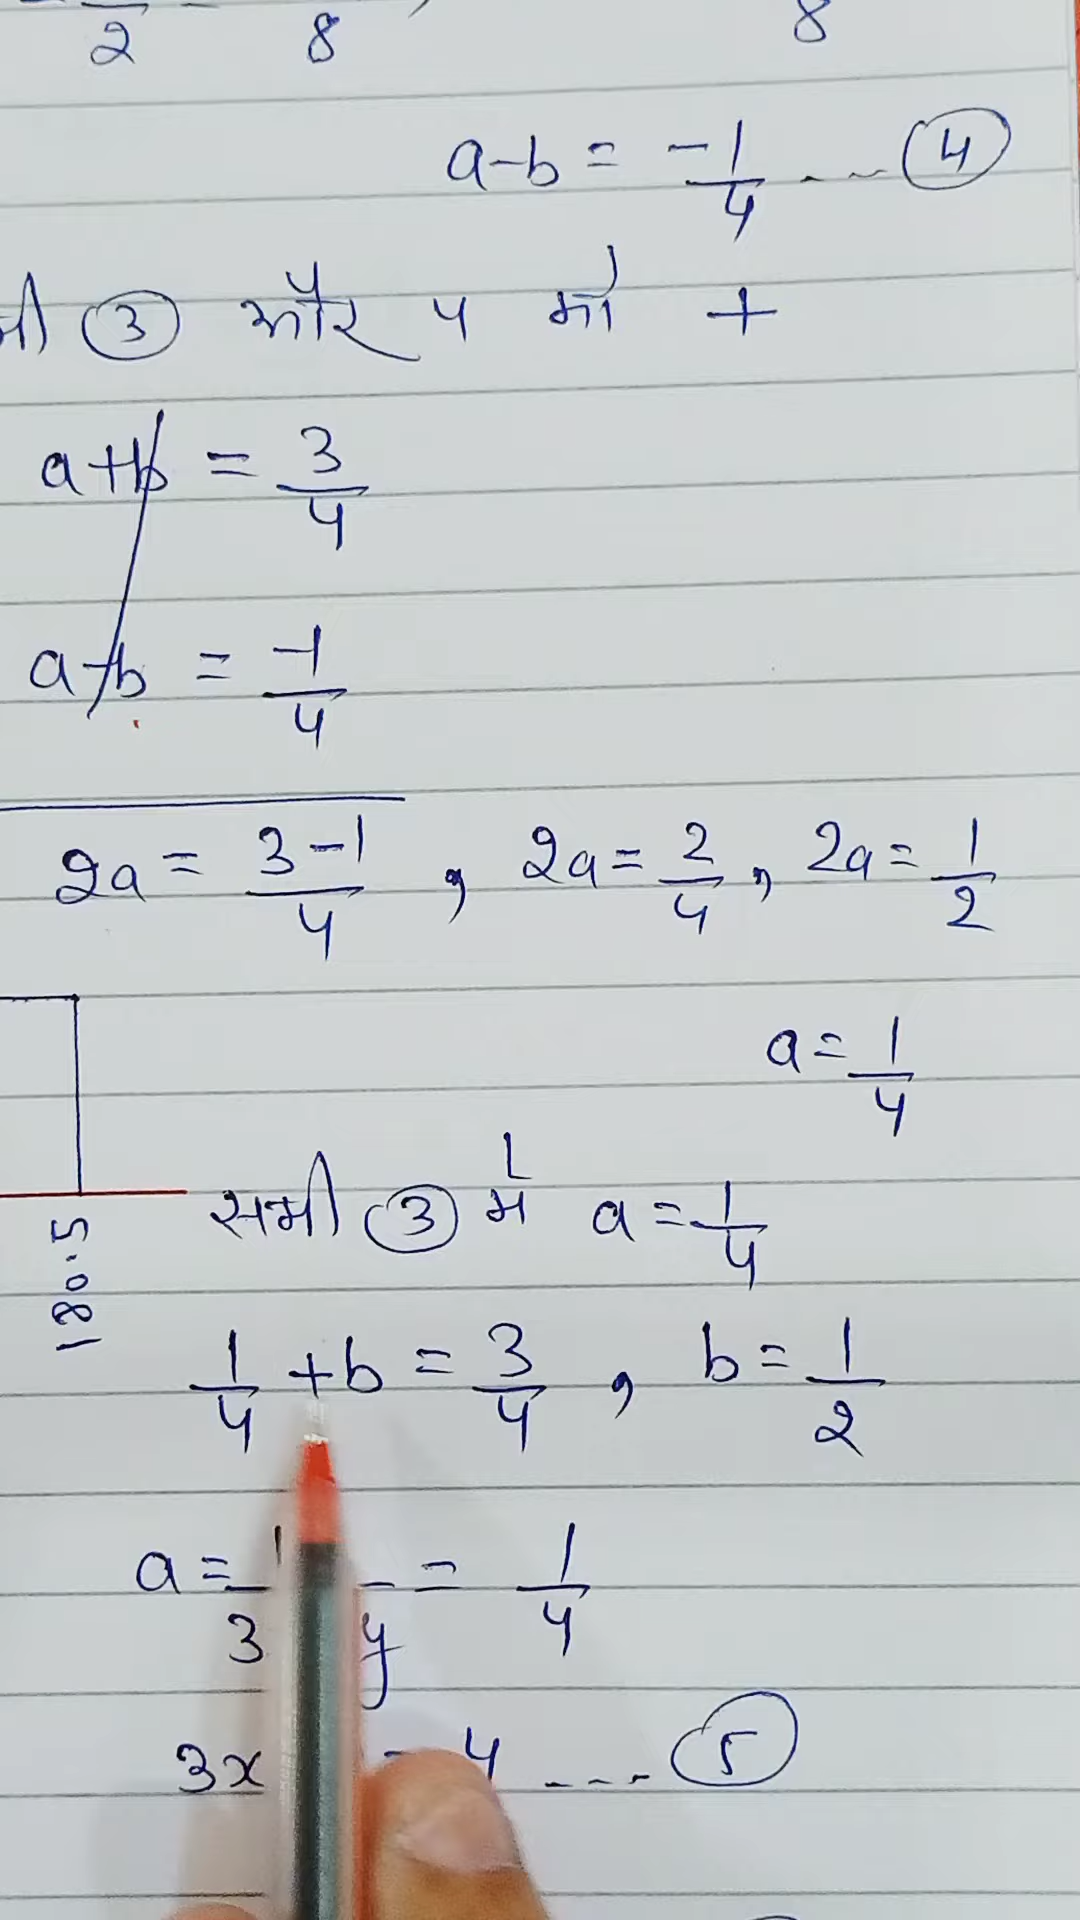 2 8 8
a-b = -1/4 ---- (4)
(3) और 4 को +
a+b = 3/4
a-b = -1/4
2a = 3-1/4 , 2a = 2/4 , 2a = 1/2
a = 1/4
समी (3) में a = 1/4
180.5
1/4 + b = 3/4 , b = 1/2
a = 1/3 y = 1/4
3x = 4 ---- (5)